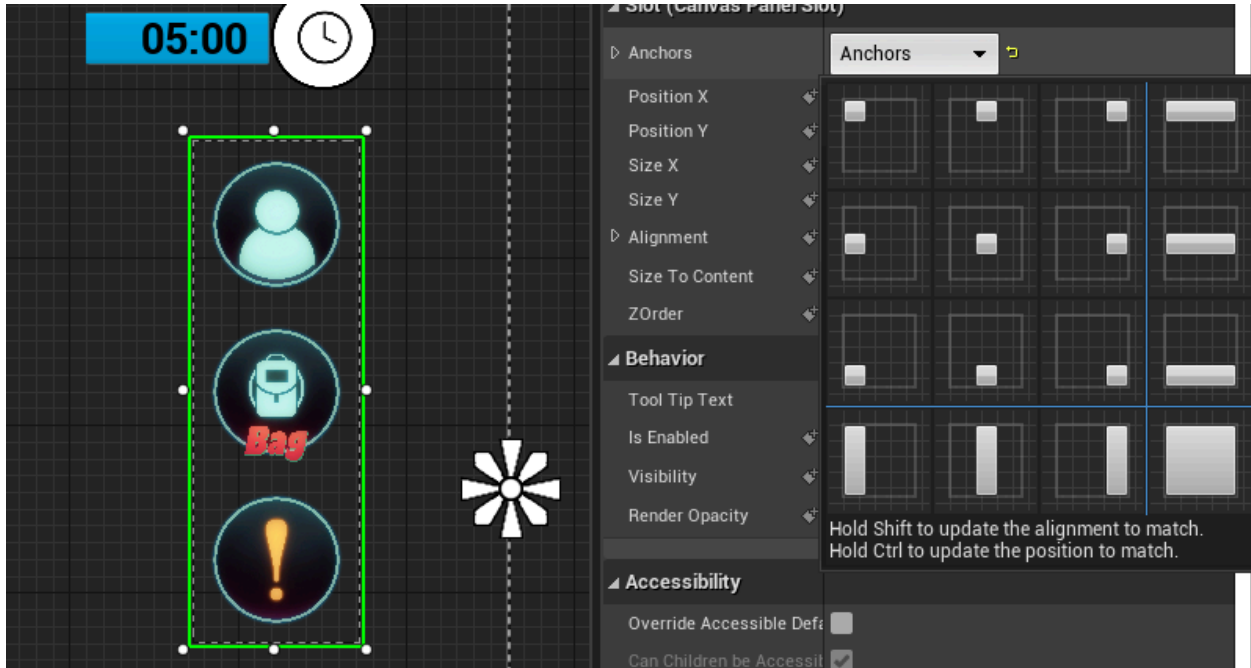 05:00
Slot (Canvas Panel Slot)
Anchors
Anchors
Position X
Position Y
Size X
Size Y
Alignment
Size To Content
ZOrder
Behavior
Tool Tip Text
Is Enabled
Visibility
Render Opacity
Hold Shift to update the alignment to match.
Hold Ctrl to update the position to match.
Accessibility
Override Accessible Defa
Can Children be Accessit
Bag
!